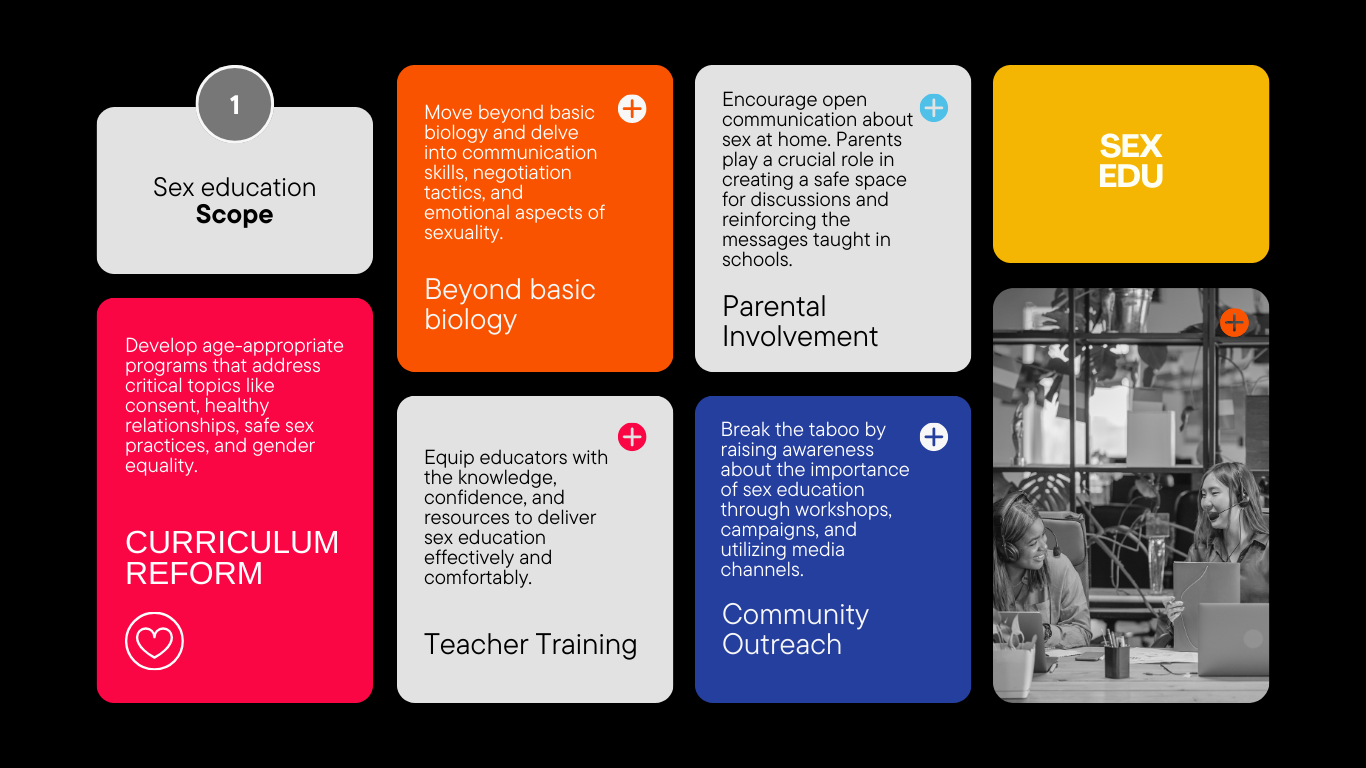 1
Sex education
Scope
Develop age-appropriate
programs that address
critical topics like
consent, healthy
relationships, safe sex
practices, and gender
equality.
CURRICULUM
REFORM
Move beyond basic
biology and delve
into communication
skills, negotiation
tactics, and
emotional aspects of
sexuality.
Beyond basic
biology
Equip educators with
the knowledge,
confidence, and
resources to deliver
sex education
effectively and
comfortably.
Teacher Training
Encourage open
communication about
sex at home. Parents
play a crucial role in
creating a safe space
for discussions and
reinforcing the
messages taught in
schools.
Parental
Involvement
Break the taboo by
raising awareness
about the importance
of sex education
through workshops,
campaigns, and
utilizing media
channels.
Community
Outreach
SEX
EDU